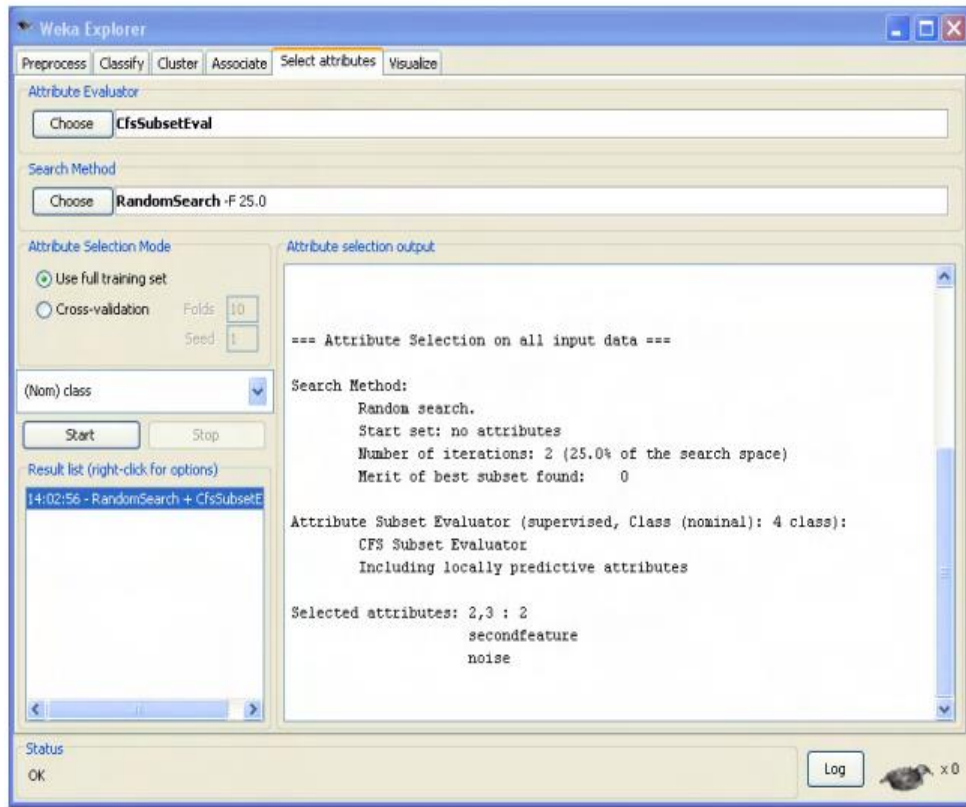 Weka Explorer
Preprocess Classify Cluster Associate Select attributes Visualize
Attribute Evaluator
Choose CfsSubsetEval
Search Method
Choose RandomSearch -F 25.0
Attribute Selection Mode
Use full training set
Cross-validation Folds 10
Seed 1
(Nom) class
Start Stop
Result list (right-click for options)
14:02:56 - RandomSearch + CfsSubsetE
Attribute selection output
=== Attribute Selection on all input data ===
Search Method:
Random search.
Start set: no attributes
Number of iterations: 2 (25.0% of the search space)
Merit of best subset found: 0
Attribute Subset Evaluator (supervised, Class (nominal): 4 class):
CFS Subset Evaluator
Including locally predictive attributes
Selected attributes: 2,3 : 2
secondfeature
noise
Status
OK
Log
x 0